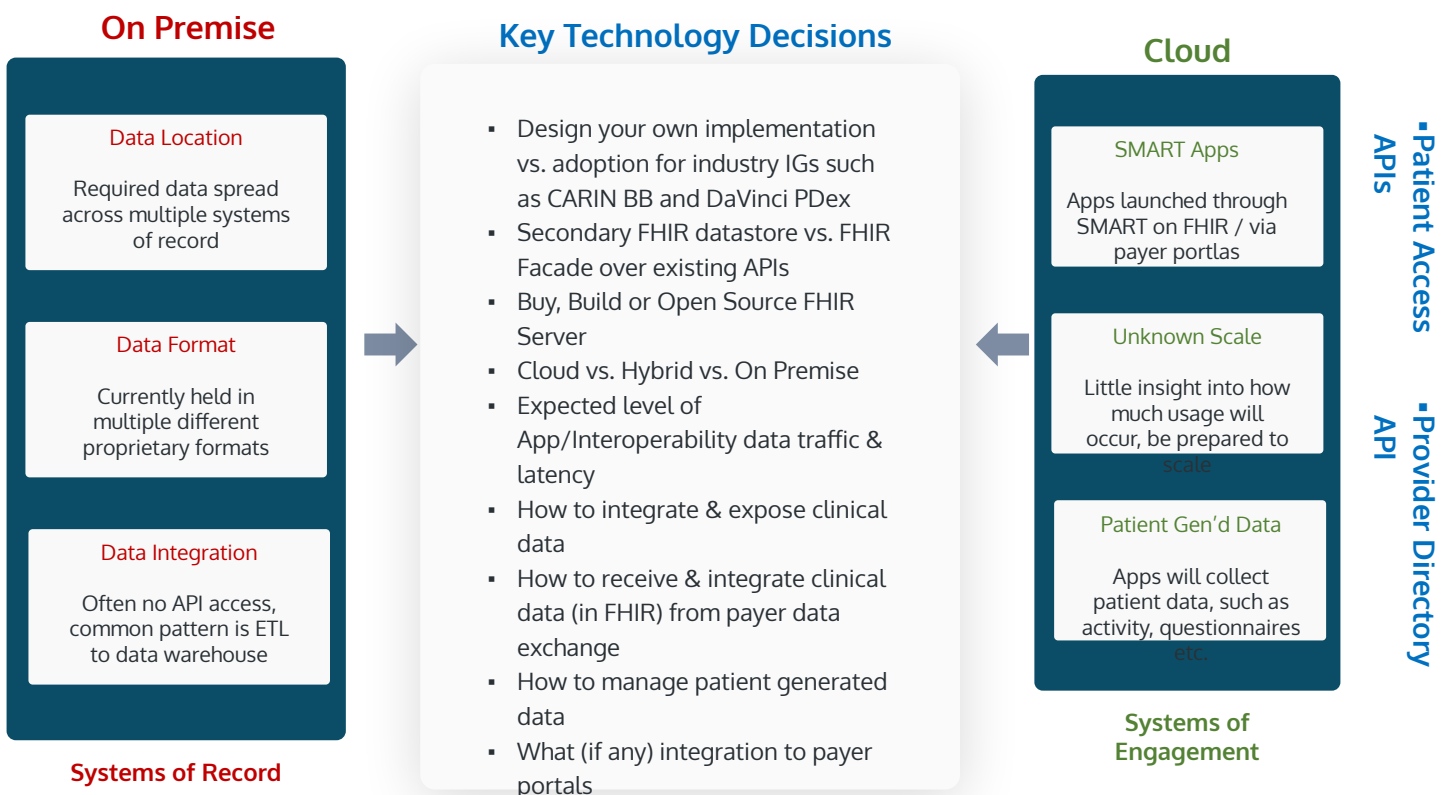 On Premise
Data Location
Required data spread
across multiple systems
of record
Data Format
Currently held in
multiple different
proprietary formats
Data Integration
Often no API access,
common pattern is ETL
to data warehouse
Systems of Record
Key Technology Decisions
▪ Design your own implementation
vs. adoption for industry IGs such
as CARIN BB and DaVinci PDex
▪ Secondary FHIR datastore vs. FHIR
Facade over existing APIs
▪ Buy, Build or Open Source FHIR
Server
▪ Cloud vs. Hybrid vs. On Premise
▪ Expected level of
App/Interoperability data traffic &
latency
▪ How to integrate & expose clinical
data
▪ How to receive & integrate clinical
data (in FHIR) from payer data
exchange
▪ How to manage patient generated
data
▪ What (if any) integration to payer
portals
Cloud
SMART Apps
Apps launched through
SMART on FHIR / via
payer portlas
Unknown Scale
Little insight into how
much usage will
occur, be prepared to
scale
Patient Gen’d Data
Apps will collect
patient data, such as
activity, questionnaires
etc.
Systems of
Engagement
▪Patient Access
APIs
▪Provider Directory
API